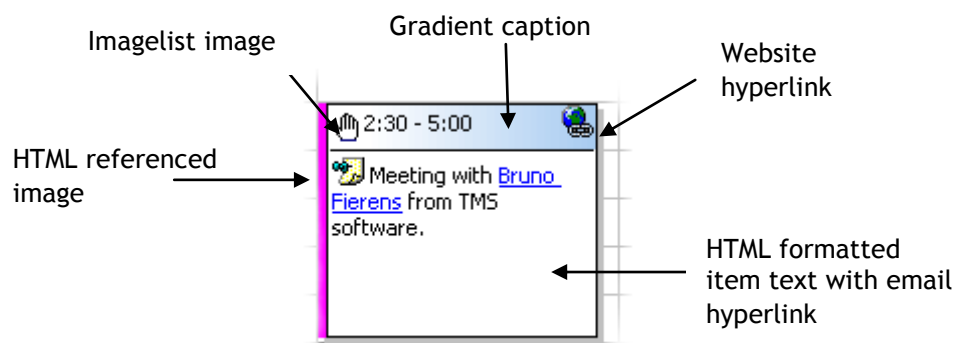 Imagelist image
Gradient caption
Website
hyperlink
2:30 - 5:00
HTML referenced
image
Meeting with Bruno
Fierens from TMS
software.
HTML formatted
item text with email
hyperlink